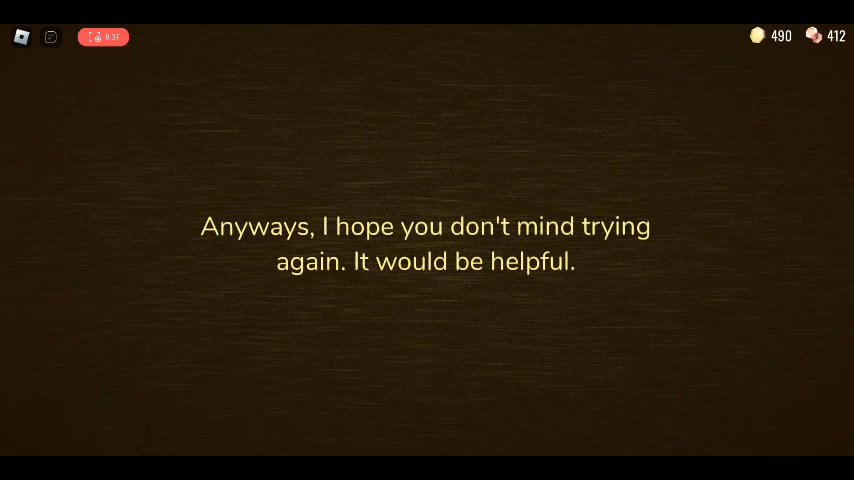 8:37
490
412
Anyways, I hope you don't mind trying
again. It would be helpful.